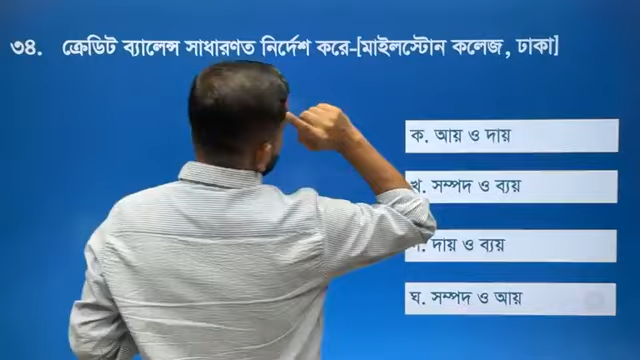 ৩৪. ক্রেডিট ব্যালেন্স সাধারণত নির্দেশ করে-[মাইলস্টোন কলেজ, ঢাকা]
ক. আয় ও দায়
খ. সম্পদ ও ব্যয়
দায় ও ব্যয়
ঘ. সম্পদ ও আয়